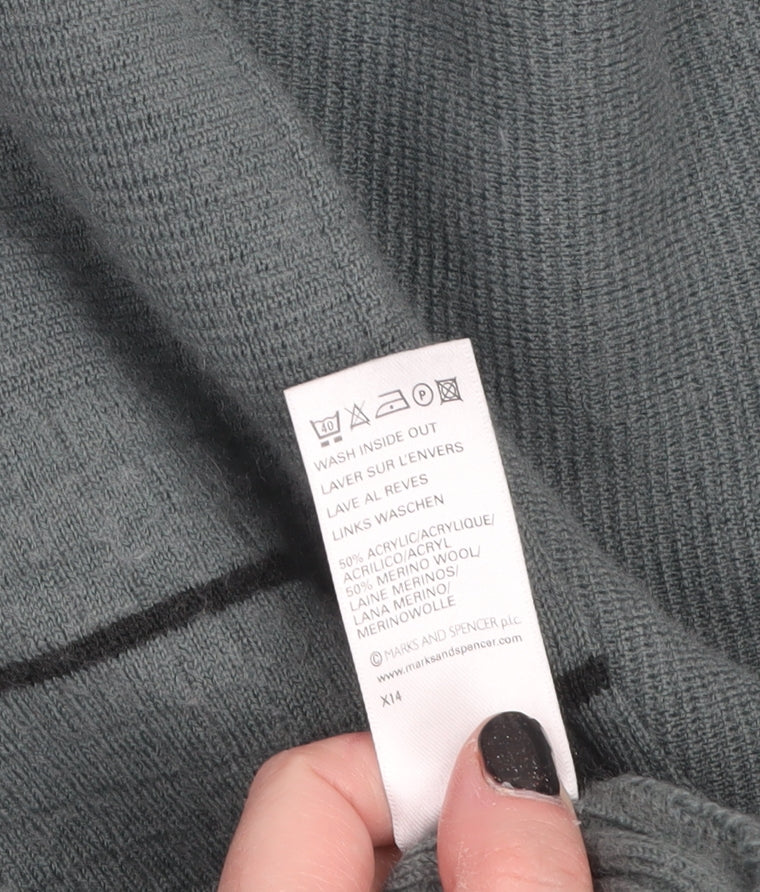 40 P
WASH INSIDE OUT
LAVER SUR L'ENVERS
LAVE AL REVES
LINKS WASCHEN
50% ACRYLIC/ACRYLIQUE/
ACRILICO/ACRYL
50% MERINO WOOL/
LAINE MERINOS/
LANA MERINO/
MERINOWOLLE
© MARKS AND SPENCER p.l.c.
www.marksandspencer.com
X14